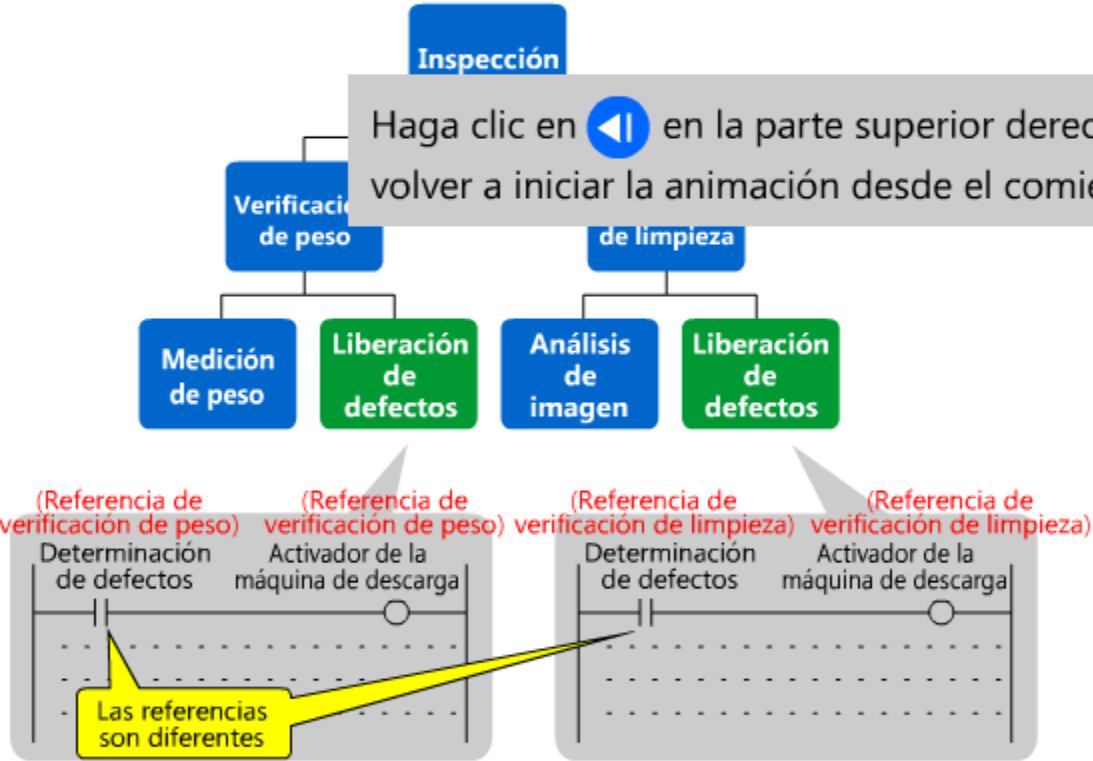 Inspección
Haga clic en en la parte superior
volver a iniciar la animación desde el
de peso
de limpieza
Medición
de peso
Liberación
de
defectos
Análisis
de
imagen
Liberación
de
defectos
(Referencia de
verificación de peso)
(Referencia de
verificación de peso)
(Referencia de
verificación de limpieza)
(Referencia de
verificación de limpieza)
Determinación
de defectos
Activador de la
máquina de descarga
Determinación
de defectos
Activador de la
máquina de descarga
Las referencias
son diferentes